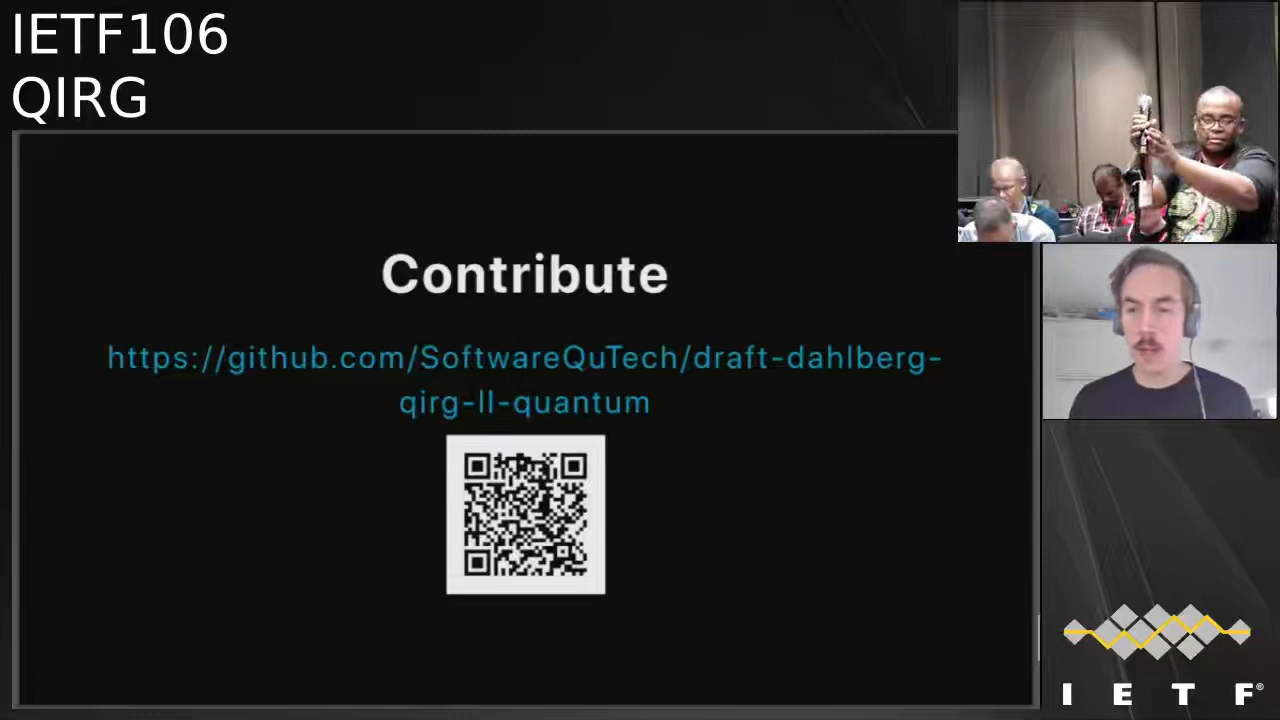 IETF106
QIRG
Contribute
https://github.com/SoftwareQuTech/draft-dahlberg-
qirg-ll-quantum
I E T F®